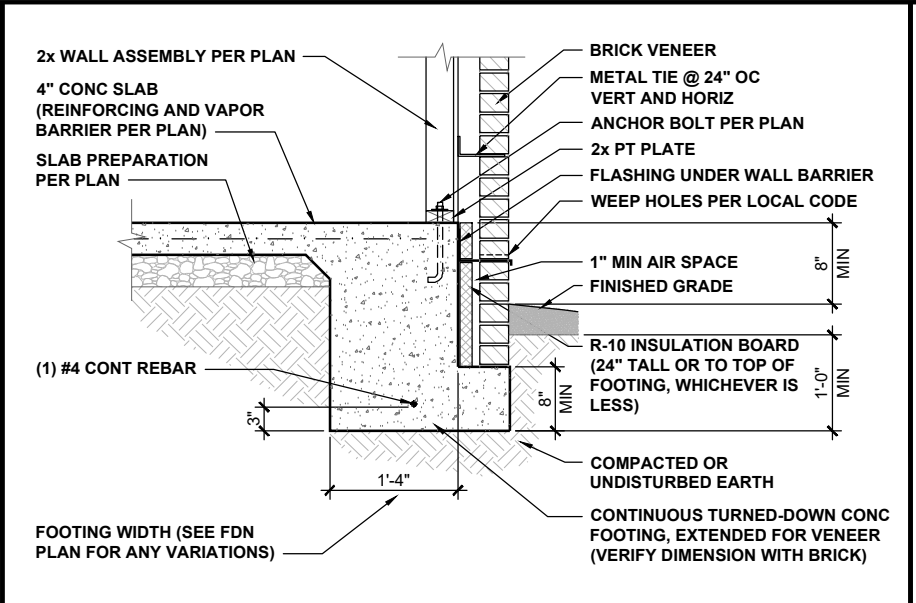 2x WALL ASSEMBLY PER PLAN
4" CONC SLAB
(REINFORCING AND VAPOR
BARRIER PER PLAN)
SLAB PREPARATION
PER PLAN
(1) #4 CONT REBAR
3"
1'-4"
FOOTING WIDTH (SEE FDN
PLAN FOR ANY VARIATIONS)
BRICK VENEER
METAL TIE @ 24" OC
VERT AND HORIZ
ANCHOR BOLT PER PLAN
2x PT PLATE
FLASHING UNDER WALL BARRIER
WEEP HOLES PER LOCAL CODE
1" MIN AIR SPACE
FINISHED GRADE
8"
MIN
R-10 INSULATION BOARD
(24" TALL OR TO TOP OF
FOOTING, WHICHEVER IS
LESS)
8"
MIN
1'-0"
MIN
COMPACTED OR
UNDISTURBED EARTH
CONTINUOUS TURNED-DOWN CONC
FOOTING, EXTENDED FOR VENEER
(VERIFY DIMENSION WITH BRICK)